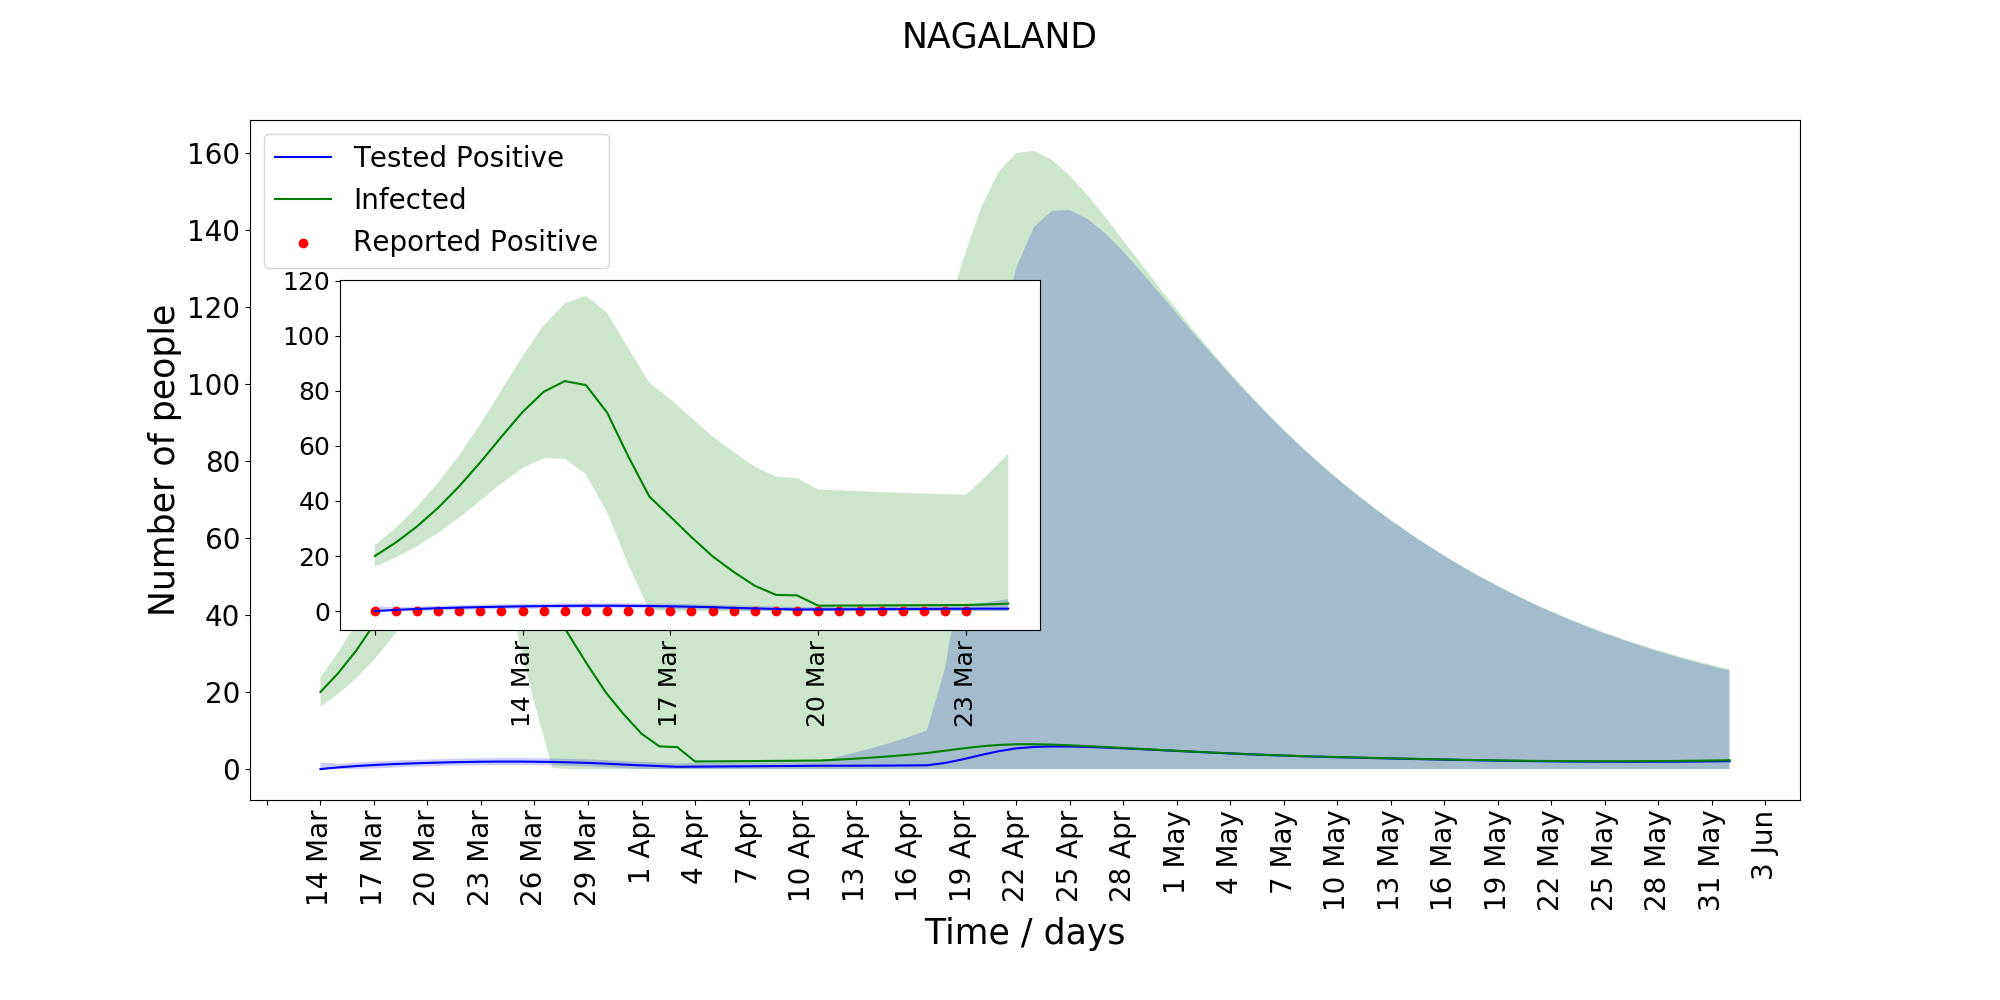 NAGALAND
Tested Positive
Infected
Reported Positive
Number of people
160
140
120
100
80
60
40
20
0
120
100
80
60
40
20
0
14 Mar
17 Mar
20 Mar
23 Mar
14 Mar
17 Mar
20 Mar
23 Mar
26 Mar
29 Mar
1 Apr
4 Apr
7 Apr
10 Apr
13 Apr
16 Apr
19 Apr
22 Apr
25 Apr
28 Apr
1 May
4 May
7 May
10 May
13 May
16 May
19 May
22 May
25 May
28 May
31 May
3 Jun
Time / days